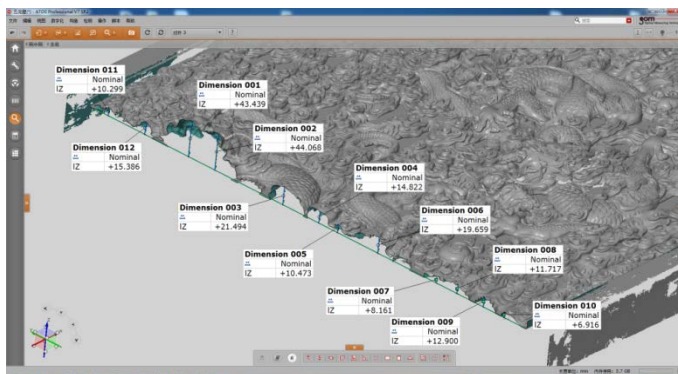 gom
Dimension 011
Nominal
IZ +10.299
Dimension 001
Nominal
IZ +43.439
Dimension 002
Nominal
IZ +44.068
Dimension 012
Nominal
IZ +15.386
Dimension 004
Nominal
IZ +14.822
Dimension 003
Nominal
IZ +21.494
Dimension 006
Nominal
IZ +19.659
Dimension 005
Nominal
IZ +10.473
Dimension 008
Nominal
IZ +11.717
Dimension 007
Nominal
IZ +8.161
Dimension 009
Nominal
IZ +12.900
Dimension 010
Nominal
IZ +6.916